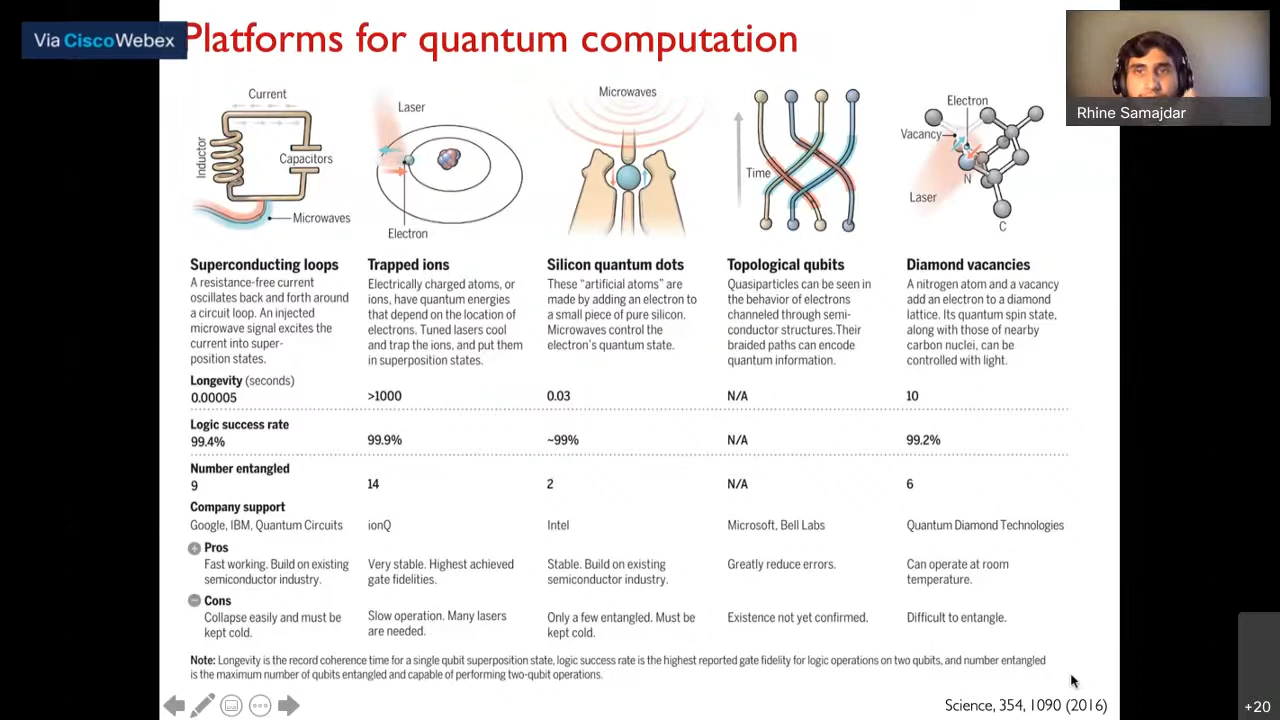 Via Cisco Webex
Platforms for quantum computation
Rhine Samajdar
Current
Inductor
Capacitors
Microwaves
Laser
Electron
Microwaves
Time
Electron
Vacancy
N
Laser
C
Superconducting loops
A resistance-free current
oscillates back and forth around
a circuit loop. An injected
microwave signal excites the
current into super-
position states.
Trapped ions
Electrically charged atoms, or
ions, have quantum energies
that depend on the location of
electrons. Tuned lasers cool
and trap the ions, and put them
in superposition states.
Silicon quantum dots
These “artificial atoms” are
made by adding an electron to
a small piece of pure silicon.
Microwaves control the
electron’s quantum state.
Topological qubits
Quasiparticles can be seen in
the behavior of electrons
channeled through semi-
conductor structures.Their
braided paths can encode
quantum information.
Diamond vacancies
A nitrogen atom and a vacancy
add an electron to a diamond
lattice. Its quantum spin state,
along with those of nearby
carbon nuclei, can be
controlled with light.
Longevity (seconds)
0.00005 >1000 0.03 N/A 10
Logic success rate
99.4% 99.9% ~99% N/A 99.2%
Number entangled
9 14 2 N/A 6
Company support
Google, IBM, Quantum Circuits ionQ Intel Microsoft, Bell Labs Quantum Diamond Technologies
Pros
Fast working. Build on existing
semiconductor industry.
Very stable. Highest achieved
gate fidelities.
Stable. Build on existing
semiconductor industry.
Greatly reduce errors.
Can operate at room
temperature.
Cons
Collapse easily and must be
kept cold.
Slow operation. Many lasers
are needed.
Only a few entangled. Must be
kept cold.
Existence not yet confirmed.
Difficult to entangle.
Note: Longevity is the record coherence time for a single qubit superposition state, logic success rate is the highest reported gate fidelity for logic operations on two qubits, and number entangled
is the maximum number of qubits entangled and capable of performing two-qubit operations.
Science, 354, 1090 (2016)
+20